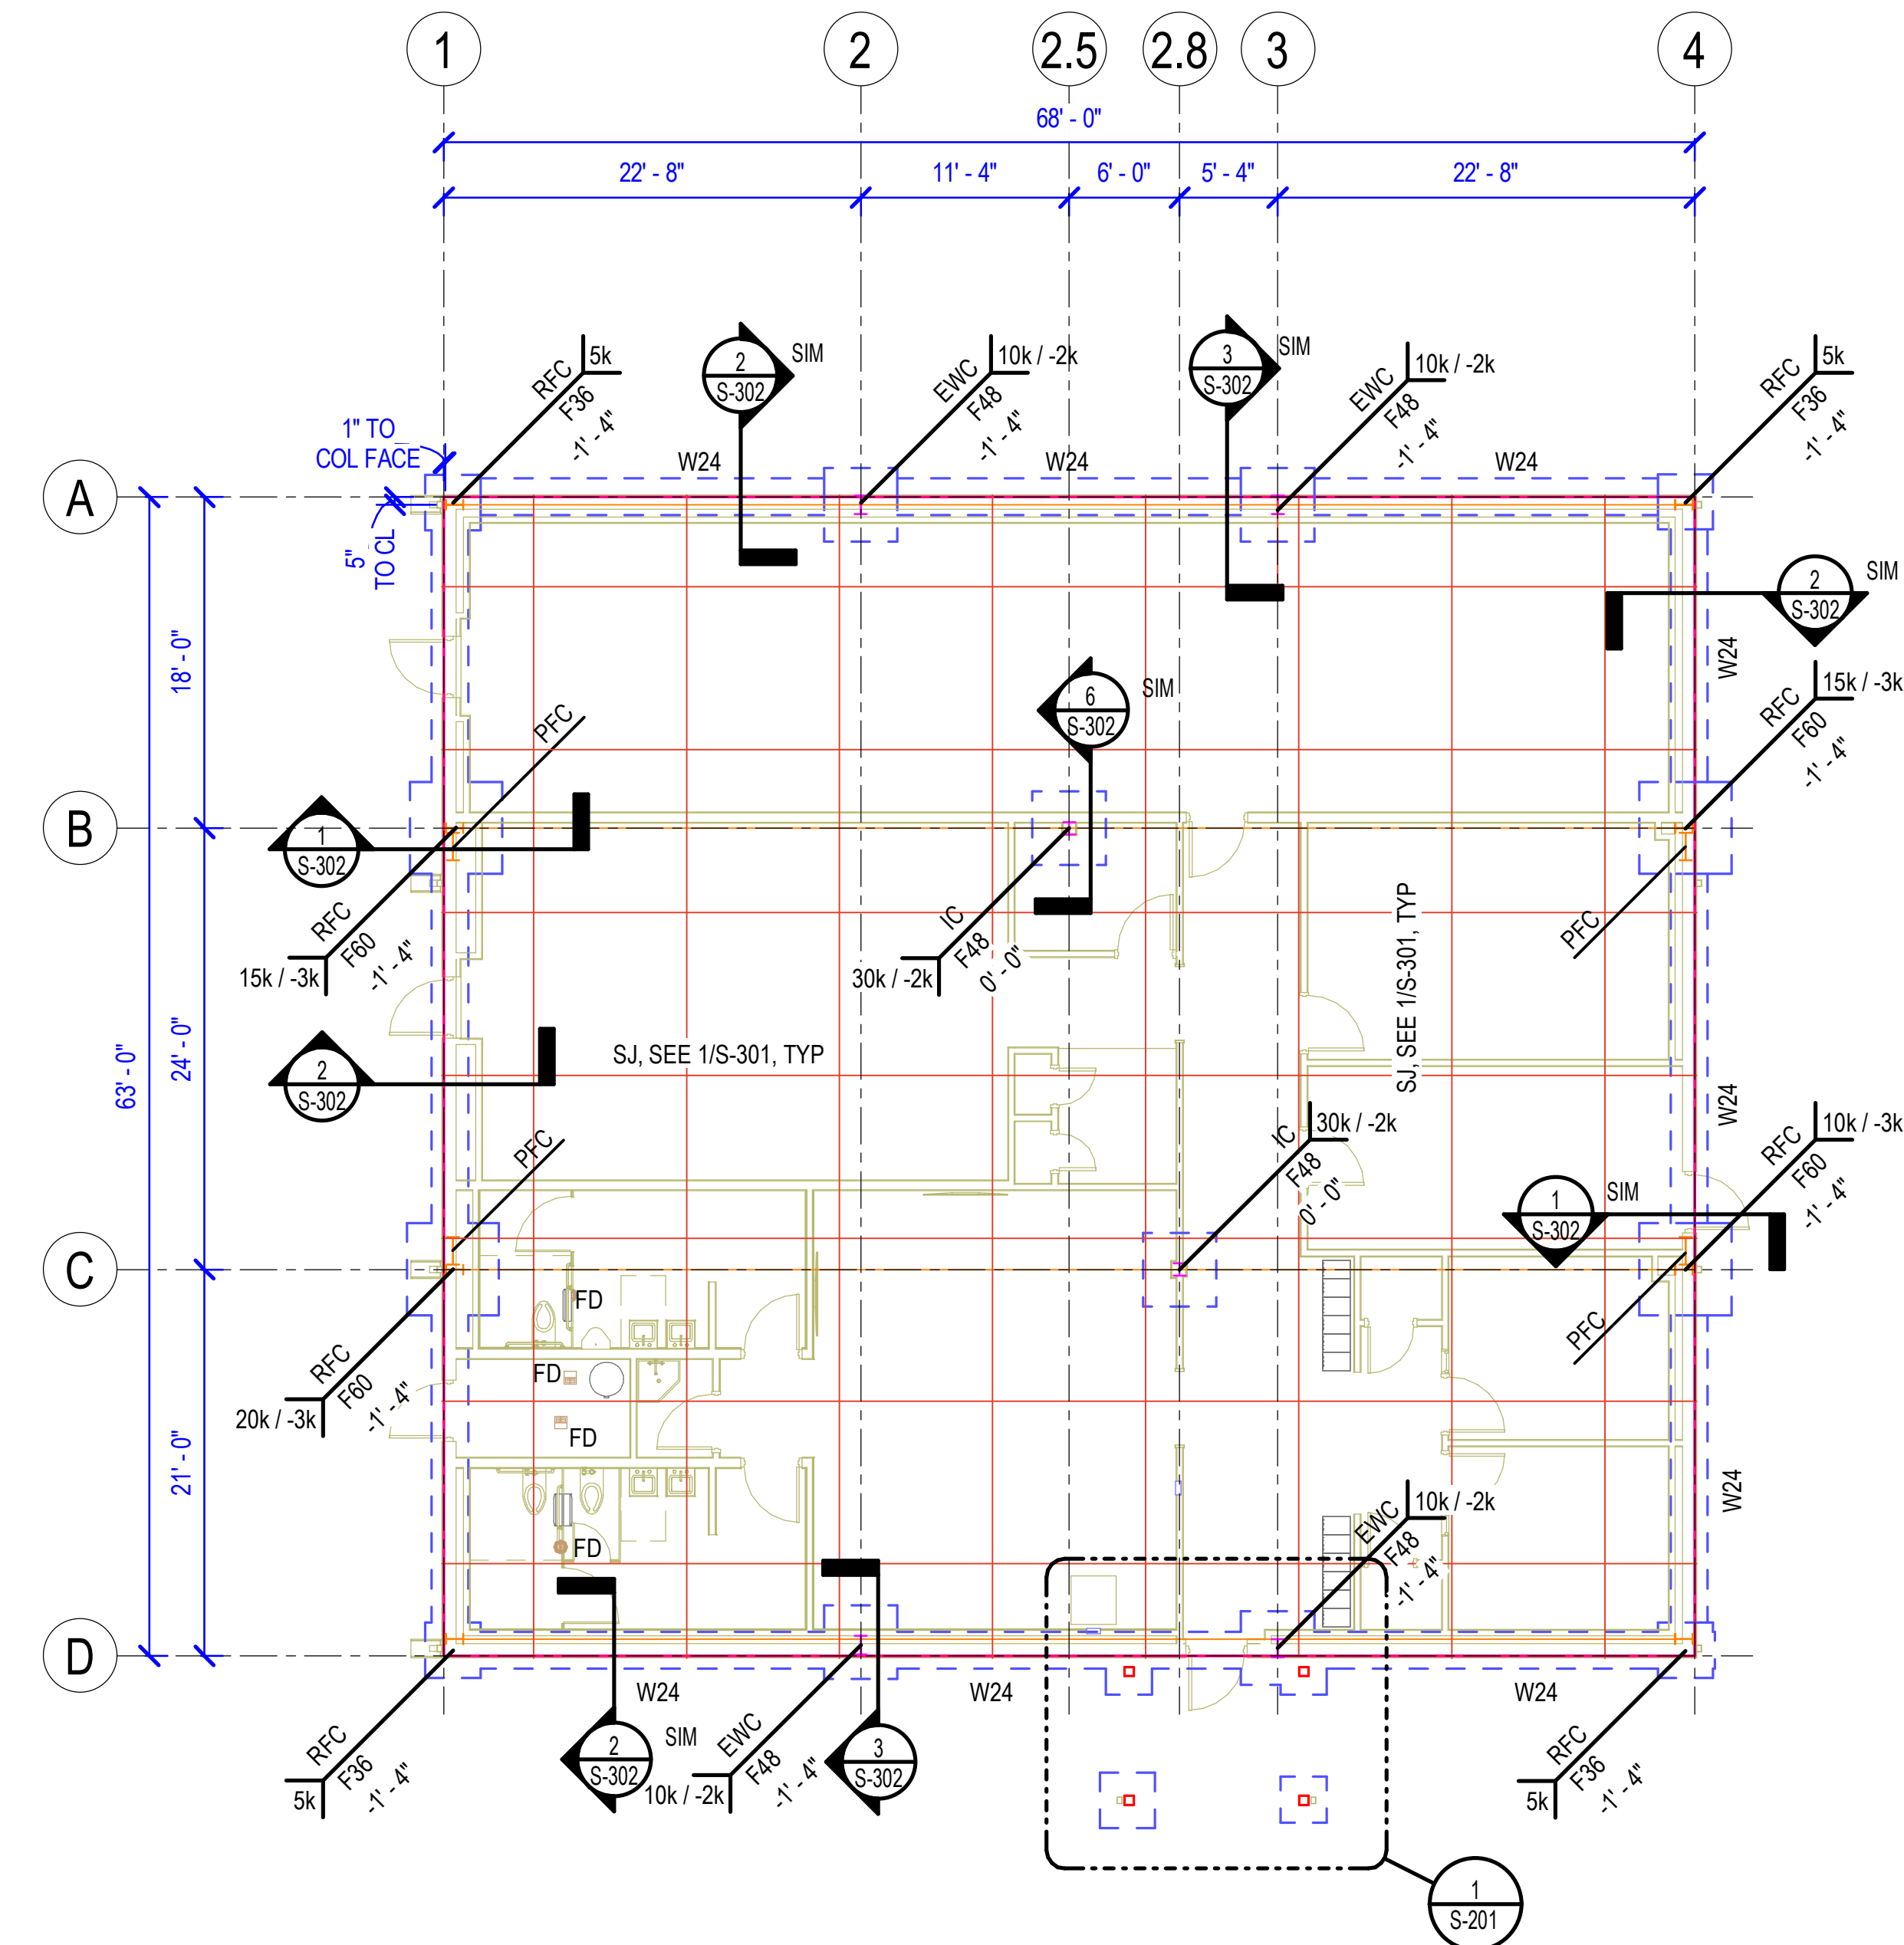 1
2
2.5
2.8
3
4
68' - 0"
22' - 8"
11' - 4"
6' - 0"
5' - 4"
22' - 8"
RFC
5k
F36
-1' - 4"
2
S-302
SIM
EWC
10k / -2k
F48
-1' - 4"
3
S-302
SIM
EWC
10k / -2k
F48
-1' - 4"
RFC
5k
F36
-1' - 4"
1" TO
COL FACE
5"
TO CL
W24
W24
W24
A
18' - 0"
2
S-302
SIM
W24
6
S-302
SIM
PFC
RFC
15k / -3k
F60
-1' - 4"
B
1
S-302
RFC
F60
-1' - 4"
15k / -3k
IC
F48
0' - 0"
30k / -2k
PFC
SJ, SEE 1/S-301, TYP
63' - 0"
24' - 0"
2
S-302
SJ, SEE 1/S-301, TYP
W24
PFC
IC
30k / -2k
F48
0' - 0"
RFC
10k / -3k
F60
-1' - 4"
1
S-302
SIM
C
FD
PFC
FD
RFC
F60
-1' - 4"
20k / -3k
FD
21' - 0"
W24
EWC
10k / -2k
F48
-1' - 4"
FD
D
W24
W24
W24
RFC
F36
-1' - 4"
5k
2
S-302
SIM
EWC
F48
-1' - 4"
10k / -2k
3
S-302
RFC
F36
-1' - 4"
5k
1
S-201